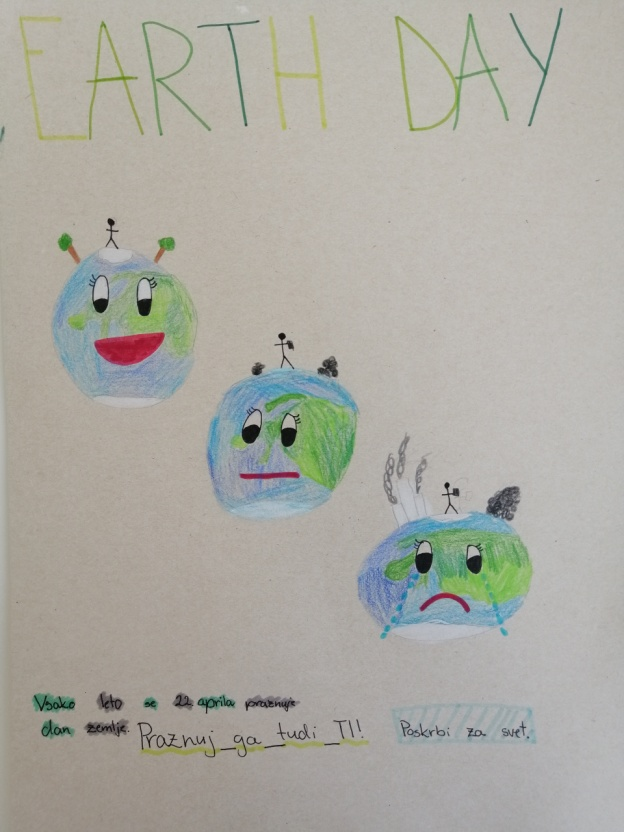 EARTH DAY
Vsako leto se 22 aprila praznuje
dan zemlje. Praznuj_ga_tudi_TI! Poskrbi za svet.